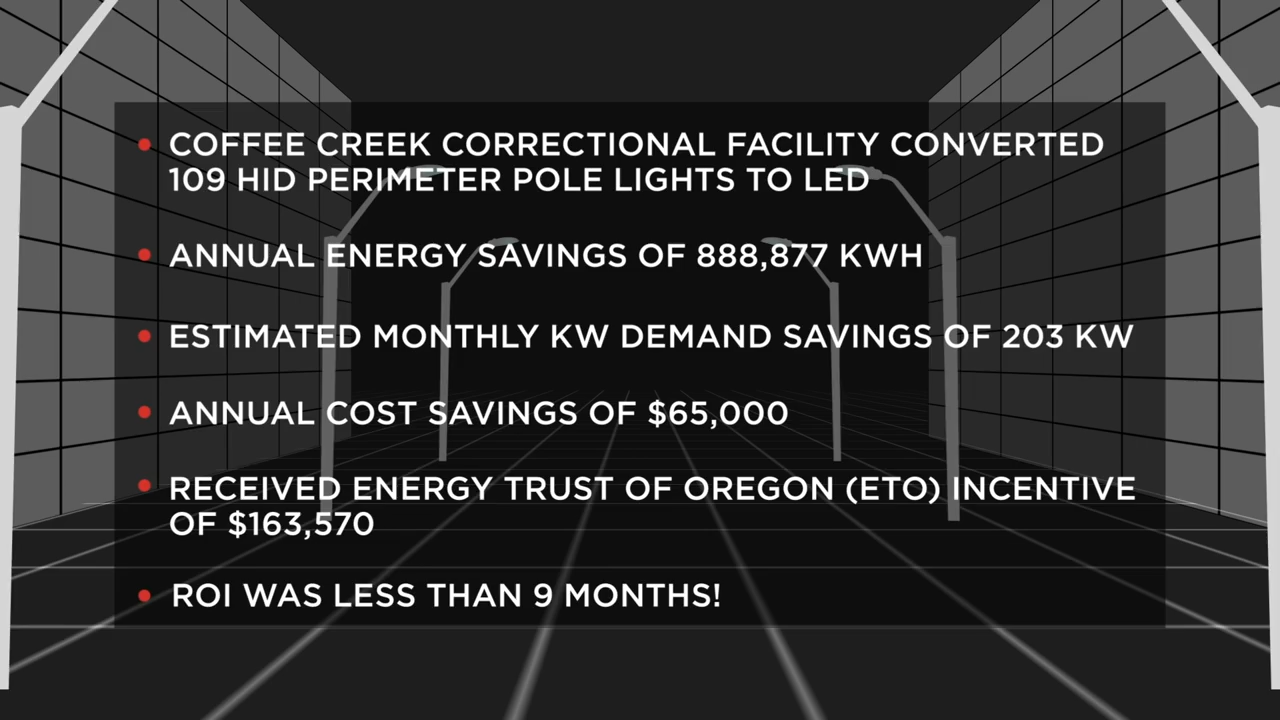 COFFEE CREEK CORRECTIONAL FACILITY CONVERTED
109 HID PERIMETER POLE LIGHTS TO LED
ANNUAL ENERGY SAVINGS OF 888,877 KWH
ESTIMATED MONTHLY KW DEMAND SAVINGS OF 203 KW
ANNUAL COST SAVINGS OF $65,000
RECEIVED ENERGY TRUST OF OREGON (ETO) INCENTIVE
OF $163,570
ROI WAS LESS THAN 9 MONTHS!